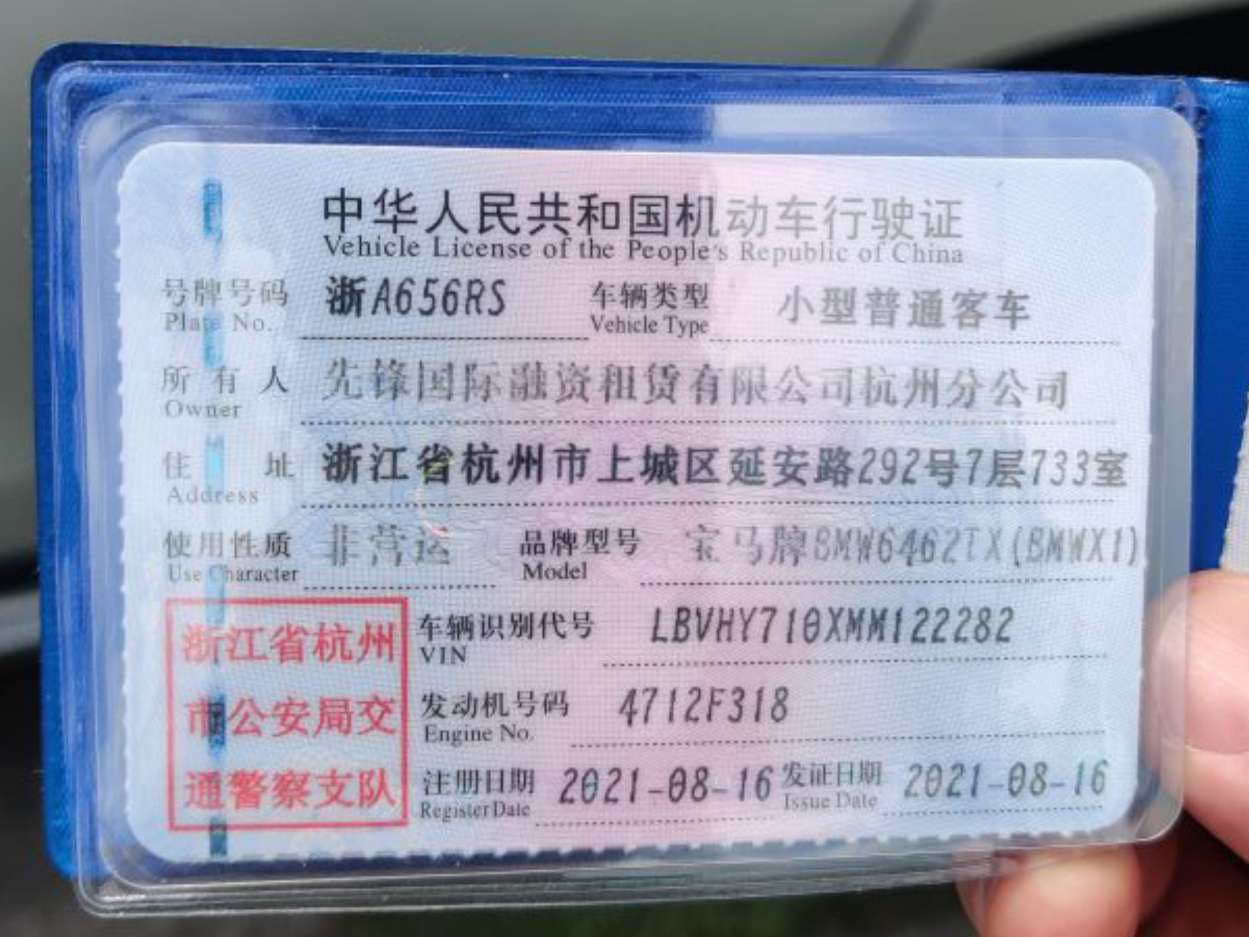 中华人民共和国机动车行驶证
Vehicle License of the People's Republic of China
号牌号码 浙A656RS 车辆类型 小型普通客车
Plate No. Vehicle Type
所有人 先锋国际融资租赁有限公司杭州分公司
Owner
住址 浙江省杭州市上城区延安路292号7层733室
Address
使用性质 非营运 品牌型号 宝马牌BMW6462TX(BMWX1)
Use Character Model
浙江省杭州
市公安局交
通警察支队
车辆识别代号 LBVHY710XMM122282
VIN
发动机号码 4712F318
Engine No.
注册日期 2021-08-16 发证日期 2021-08-16
Register Date Issue Date